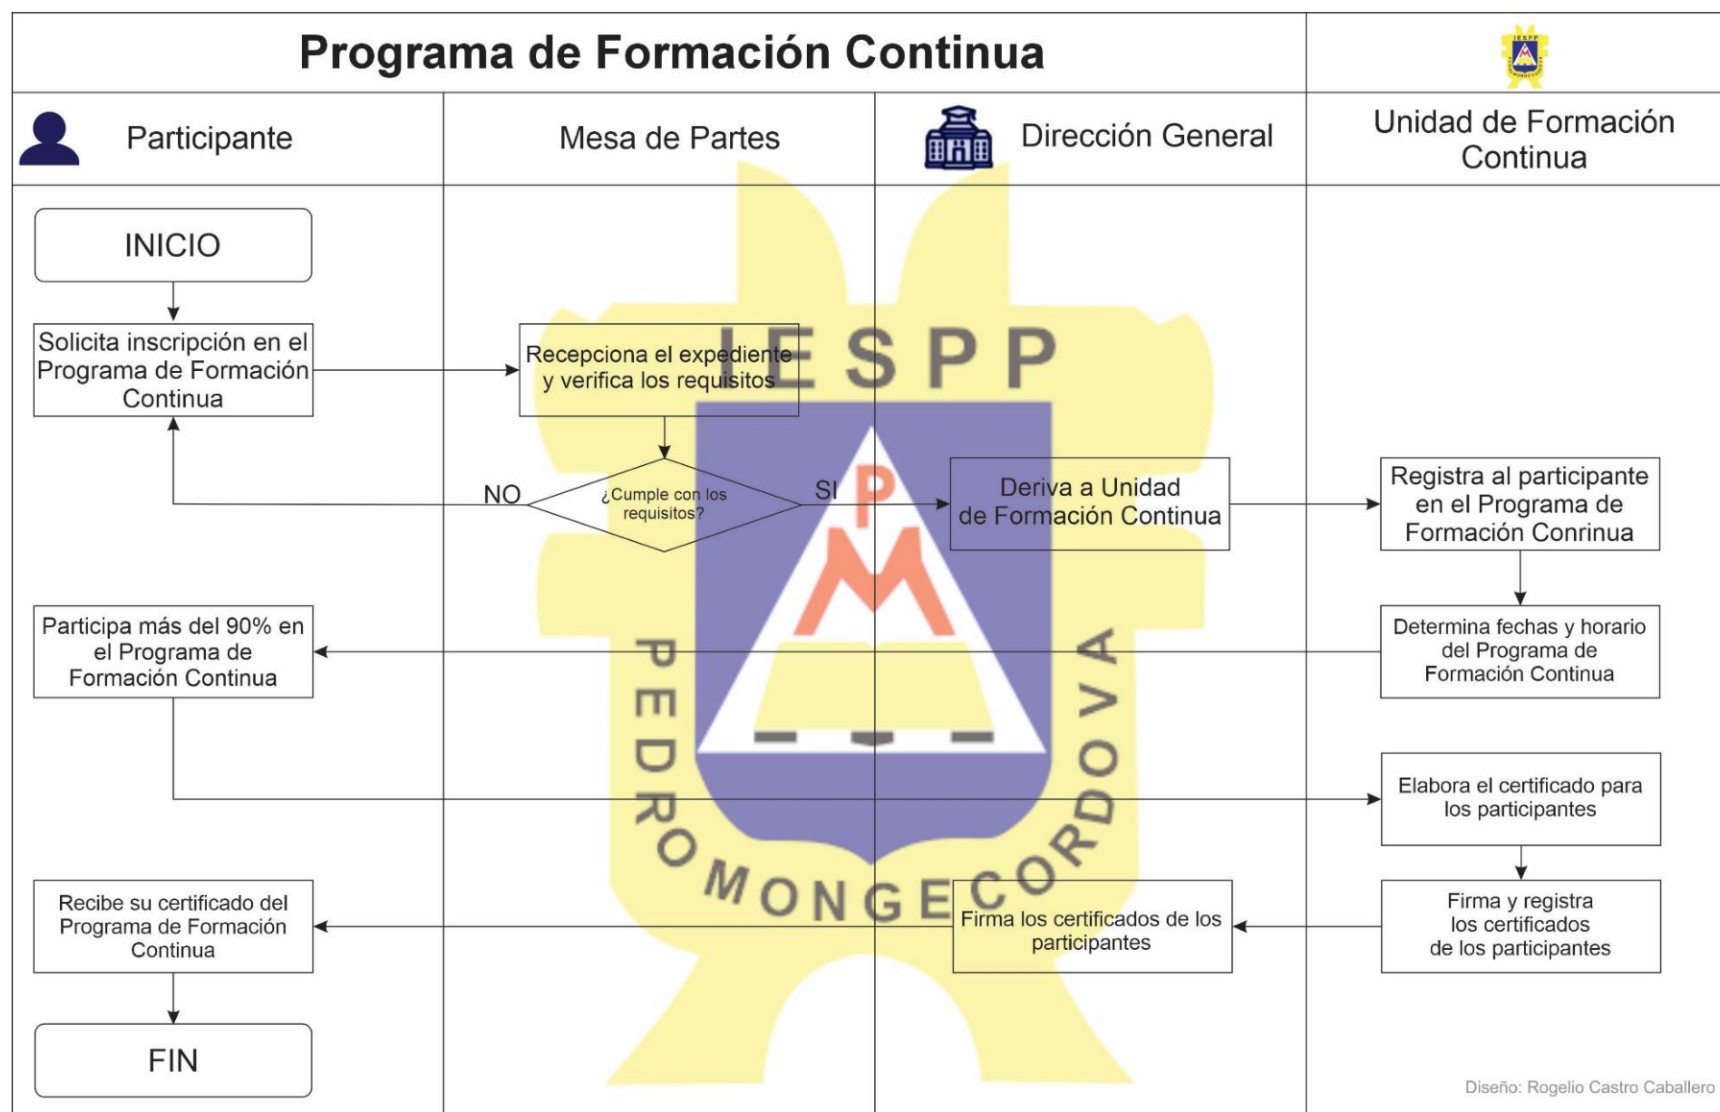 Programa de Formación Continua
IESPP
Participante
Mesa de Partes
Dirección General
Unidad de Formación
Continua
INICIO
Solicita inscripción en el
Programa de Formación
Continua
Recepciona el expediente
y verifica los requisitos
IESPP
NO
¿Cumple con los
requisitos?
SI
P
M
Deriva a Unidad
de Formación Continua
Registra al participante
en el Programa de
Formación Conrinua
Participa más del 90% en
el Programa de
Formación Continua
Determina fechas y horario
del Programa de
Formación Continua
PEDRO MONGE CORDOVA
Elabora el certificado para
los participantes
Recibe su certificado del
Programa de Formación
Continua
Firma los certificados de los
participantes
Firma y registra
los certificados
de los participantes
FIN
Diseño: Rogelio Castro Caballero